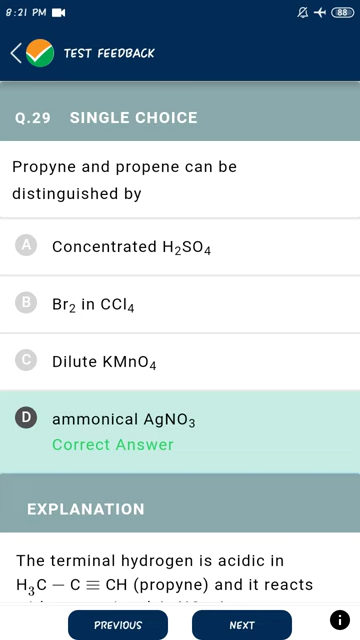 8:21 PM
88
TEST FEEDBACK
Q.29 SINGLE CHOICE
Propyne and propene can be
distinguished by
A Concentrated H₂SO₄
B Br₂ in CCl₄
C Dilute KMnO₄
D ammonical AgNO₃
Correct Answer
EXPLANATION
The terminal hydrogen is acidic in
H₃C − C ≡ CH (propyne) and it reacts
PREVIOUS
NEXT